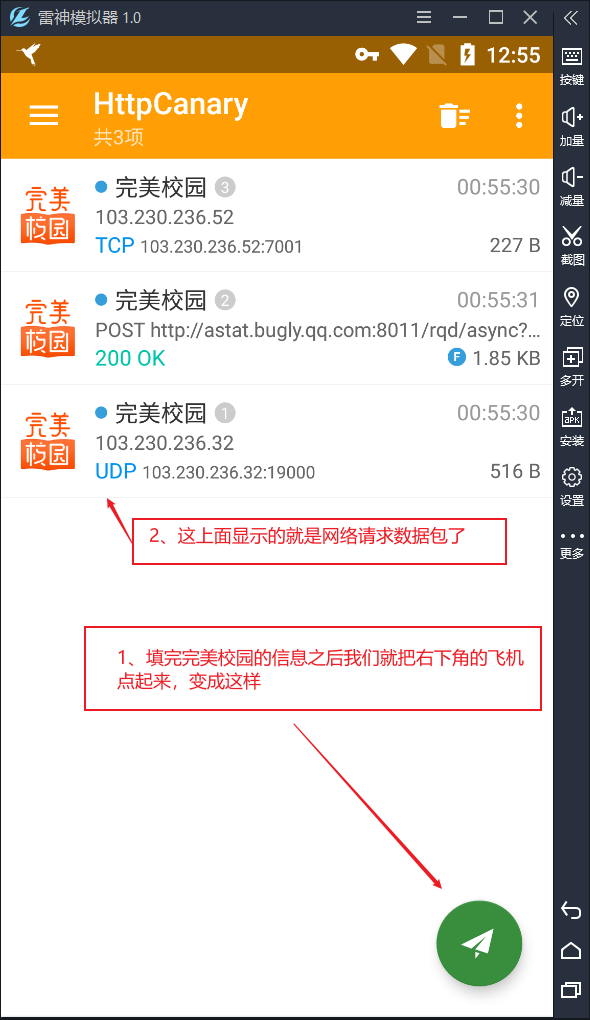 雷神模拟器 1.0
12:55
HttpCanary
共3项
完美校园
完美校园 3
00:55:30
103.230.236.52
TCP 103.230.236.52:7001
227 B
完美校园
完美校园 2
00:55:31
POST http://astat.bugly.qq.com:8011/rqd/async?...
200 OK
F 1.85 KB
完美校园
完美校园 1
00:55:30
103.230.236.32
UDP 103.230.236.32:19000
516 B
2、这上面显示的就是网络请求数据包了
1、填完完美校园的信息之后我们就把右下角的飞机
点起来，变成这样
按键
加量
减量
截图
定位
多开
APK
安装
设置
更多